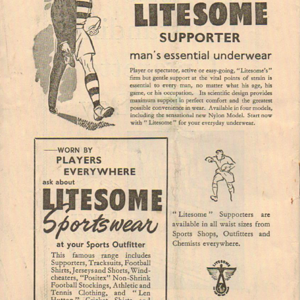 LITESOME
SUPPORTER
man's essential underwear
Player or spectator, active or easy-going, "Litesome's"
firm but gentle support at the vital points of strain is
essential to every man, no matter what his age, his
game, or his occupation. Its scientific design provides
maximum support in perfect comfort and the greatest
possible convenience in wear. Available in four models,
including the sensational new Nylon Model. Start now
with "Litesome" for your everyday underwear.
WORN BY
PLAYERS
EVERYWHERE
ask about
LITESOME
Sportswear
at your Sports Outfitter
This famous range includes
Supporters, Tracksuits, Football
Shirts, Jerseys and Shorts, Wind-
cheaters, "Positex" Non-Shrink
Football Stockings, Athletic and
Tennis Clothing, and "Len
"Litesome" Supporters are
available in all waist sizes from
Sports Shops, Outfitters and
Chemists everywhere.
LITESOME